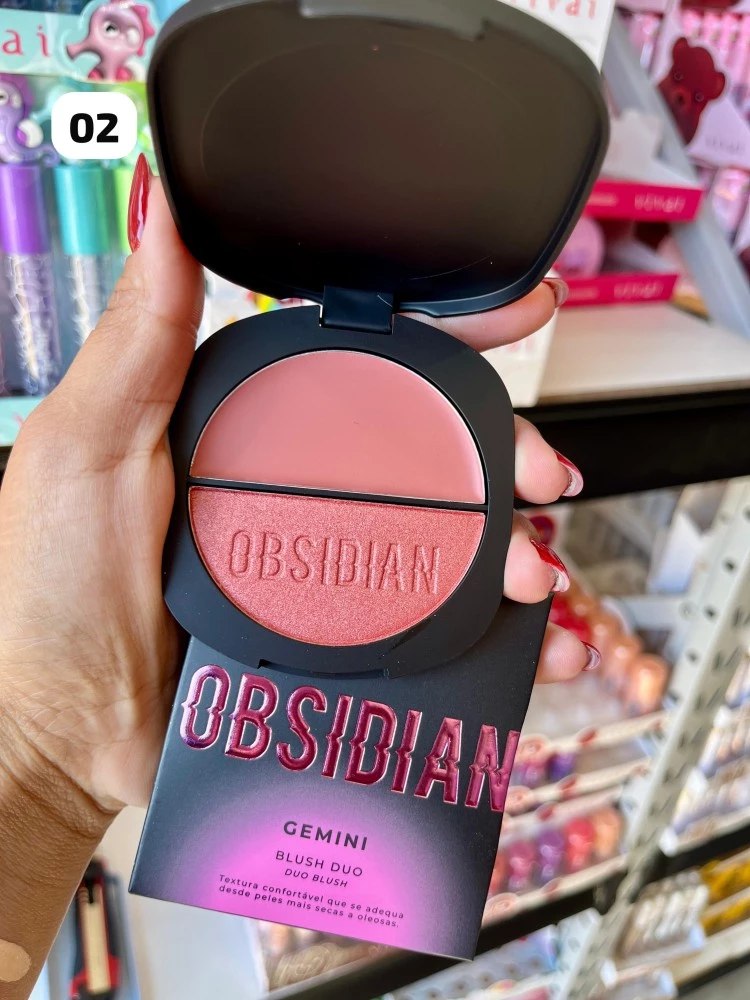 02
OBSIDIAN
OBSIDIAN
GEMINI
BLUSH DUO
DUO BLUSH
Textura confortável que se adequa
desde peles mais secas a oleosas.